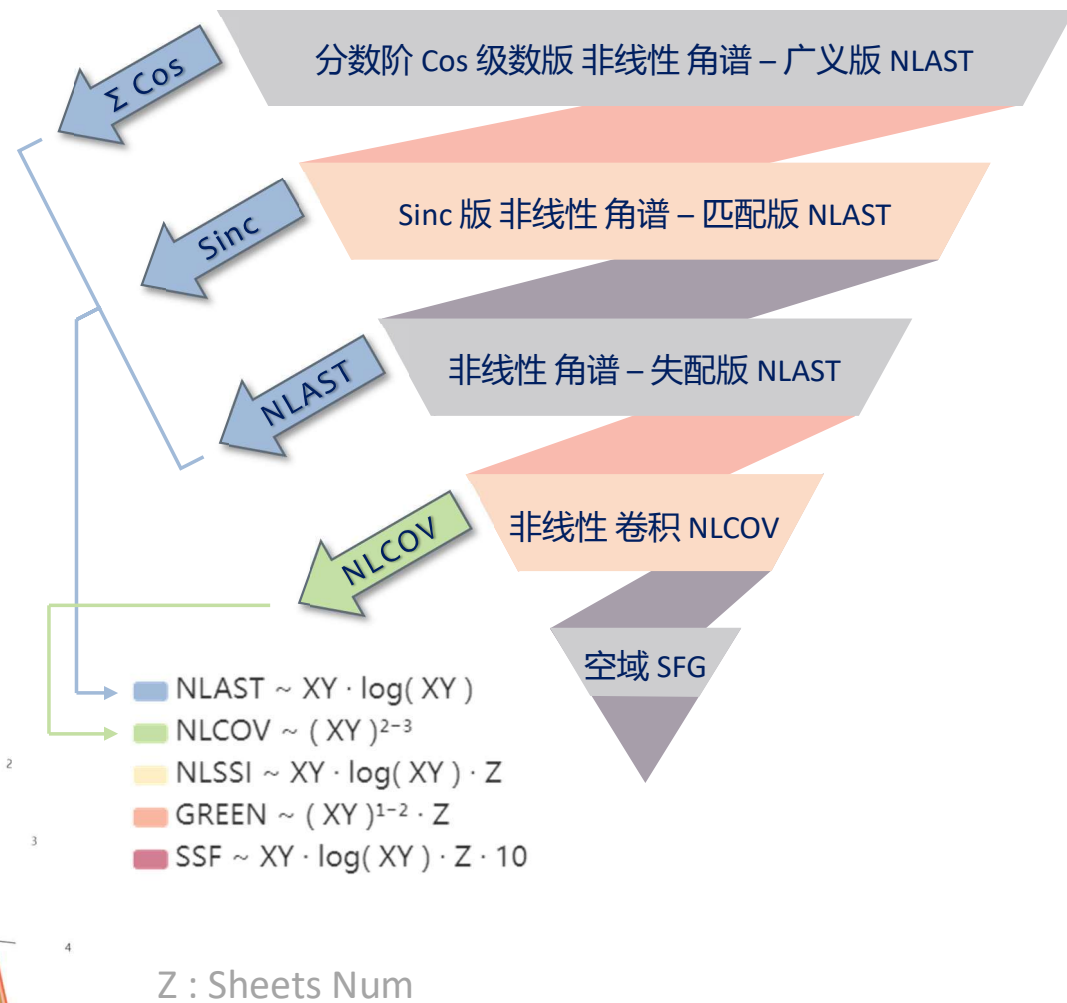 分数阶 Cos 级数版 非线性 角谱 – 广义版 NLAST
Σ Cos
Sinc 版 非线性 角谱 – 匹配版 NLAST
Sinc
非线性 角谱 – 失配版 NLAST
NLAST
非线性 卷积 NLCOV
NLCOV
空域 SFG
NLAST ~ XY · log( XY )
NLCOV ~ ( XY )²⁻³
NLSSI ~ XY · log( XY ) · Z
GREEN ~ ( XY )¹⁻² · Z
SSF ~ XY · log( XY ) · Z · 10
2
3
4
Z : Sheets Num